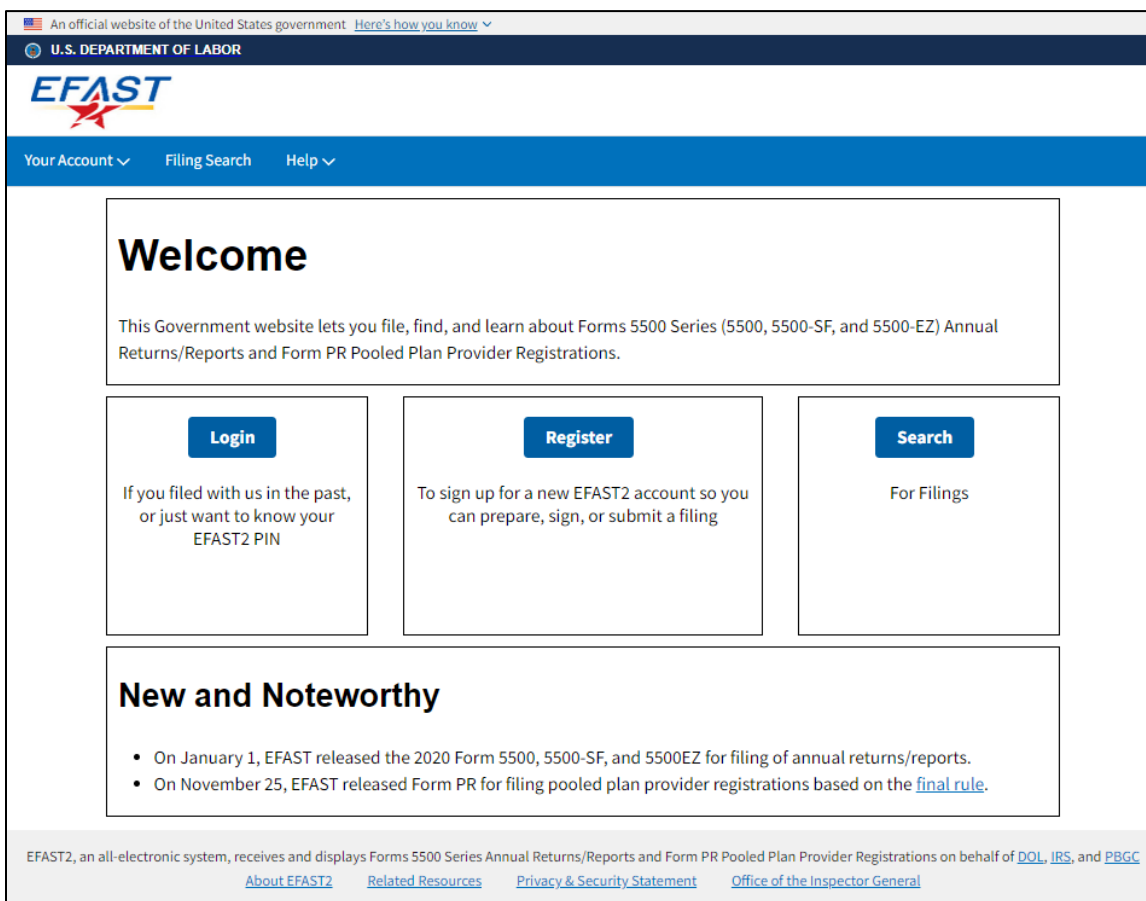 An official website of the United States government Here's how you know
U.S. DEPARTMENT OF LABOR
EFAST
2
Your Account Filing Search Help
Welcome
This Government website lets you file, find, and learn about Forms 5500 Series (5500, 5500-SF, and 5500-EZ) Annual
Returns/Reports and Form PR Pooled Plan Provider Registrations.
Login
If you filed with us in the past,
or just want to know your
EFAST2 PIN
Register
To sign up for a new EFAST2 account so you
can prepare, sign, or submit a filing
Search
For Filings
New and Noteworthy
• On January 1, EFAST released the 2020 Form 5500, 5500-SF, and 5500EZ for filing of annual returns/reports.
• On November 25, EFAST released Form PR for filing pooled plan provider registrations based on the final rule.
EFAST2, an all-electronic system, receives and displays Forms 5500 Series Annual Returns/Reports and Form PR Pooled Plan Provider Registrations on behalf of DOL, IRS, and PBGC
About EFAST2 Related Resources Privacy & Security Statement Office of the Inspector General